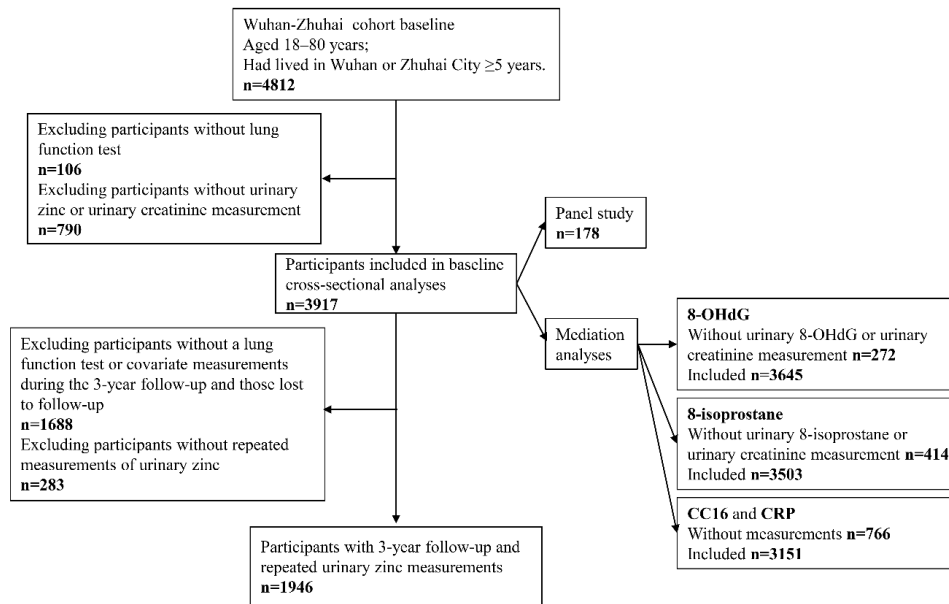 Wuhan-Zhuhai cohort baseline
Aged 18–80 years;
Had lived in Wuhan or Zhuhai City ≥5 years.
n=4812
Excluding participants without lung
function test
n=106
Excluding participants without urinary
zinc or urinary creatinine measurement
n=790
Panel study
n=178
Participants included in baseline
cross-sectional analyses
n=3917
Mediation
analyses
8-OHdG
Without urinary 8-OHdG or urinary
creatinine measurement n=272
Included n=3645
8-isoprostane
Without urinary 8-isoprostane or
urinary creatinine measurement n=414
Included n=3503
CC16 and CRP
Without measurements n=766
Included n=3151
Excluding participants without a lung
function test or covariate measurements
during the 3-year follow-up and those lost
to follow-up
n=1688
Excluding participants without repeated
measurements of urinary zinc
n=283
Participants with 3-year follow-up and
repeated urinary zinc measurements
n=1946